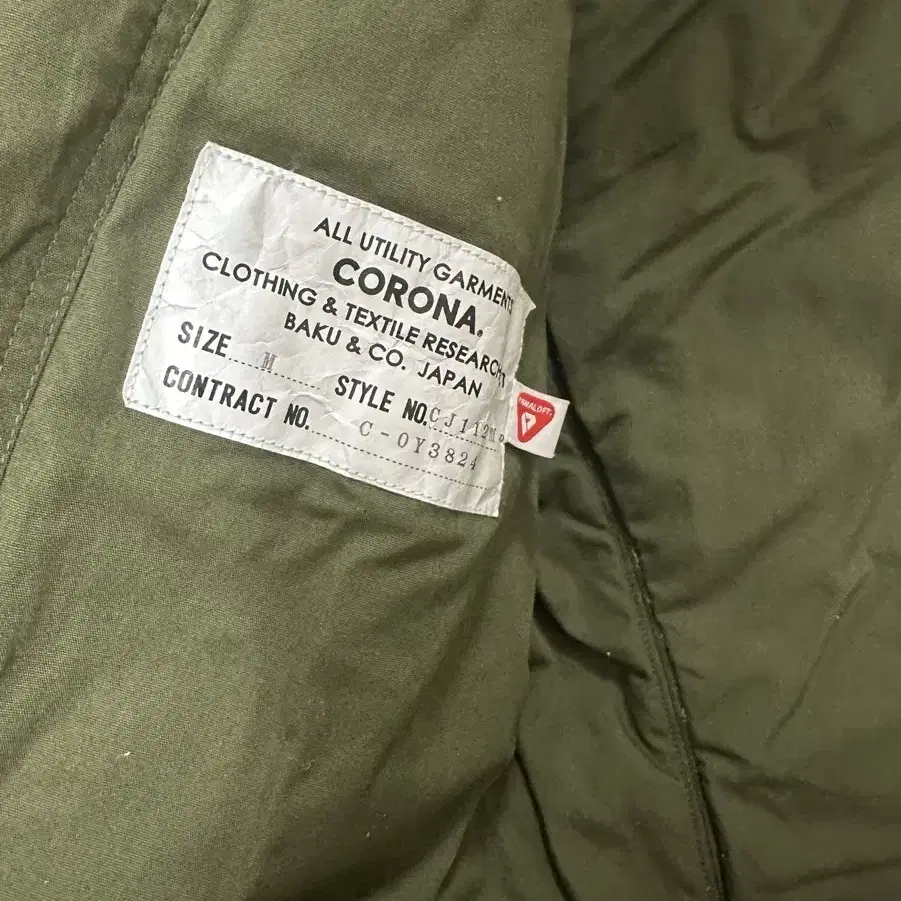 ALL UTILITY GARMENTS
CORONA.
CLOTHING & TEXTILE RESEARCH'S
BAKU & CO. JAPAN
SIZE M STYLE NO.
CONTRACT NO. C-0Y3824